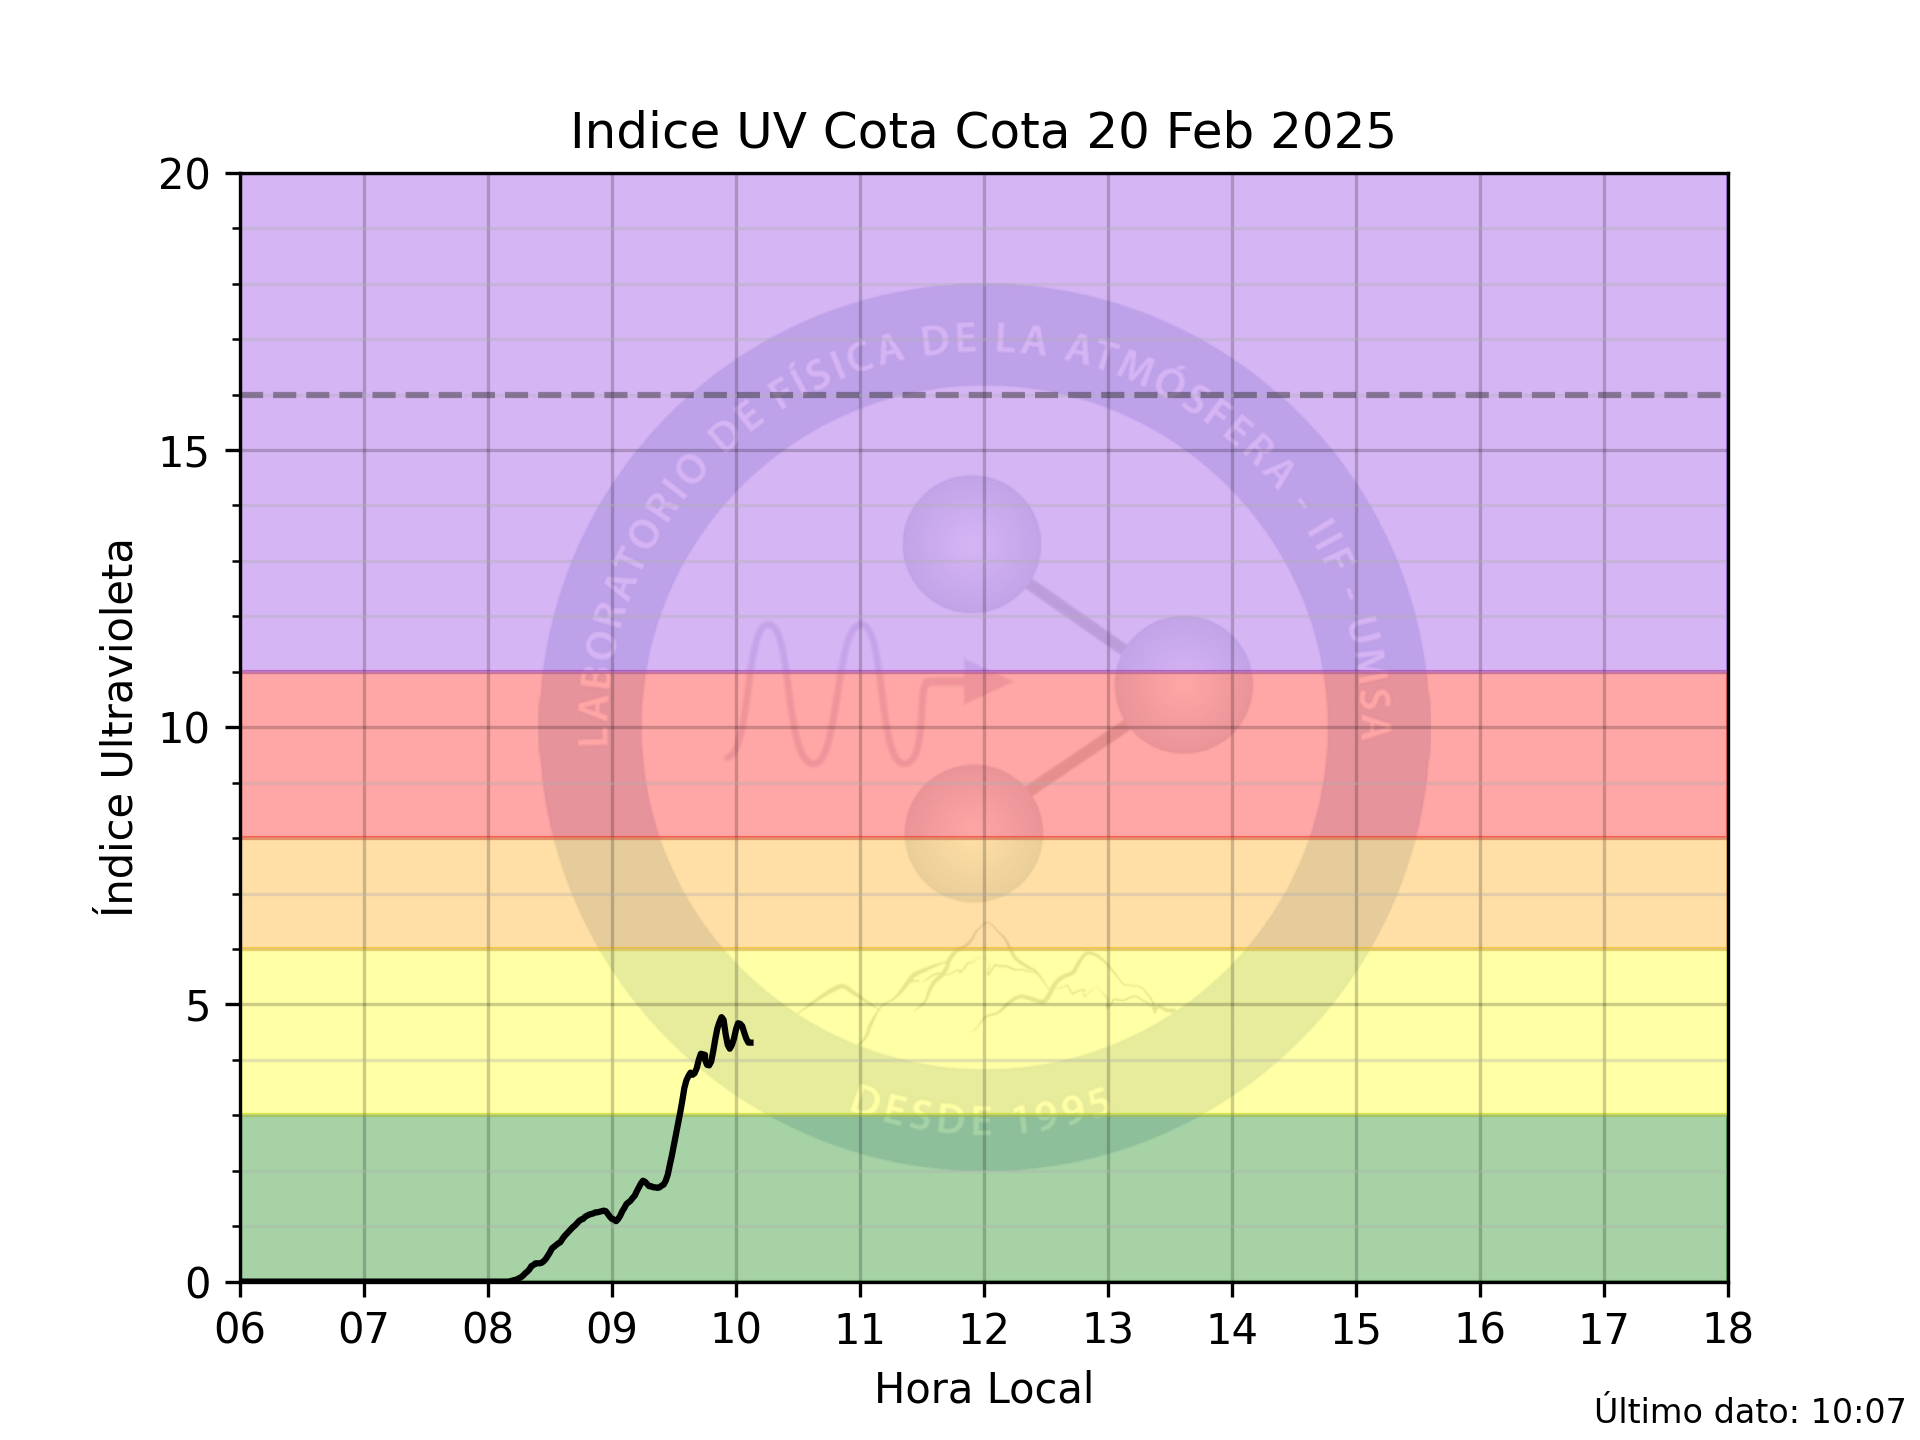 Indice UV Cota Cota 20 Feb 2025
20
15
10
5
0
Índice Ultravioleta
LABORATORIO DE FÍSICA DE LA ATMÓSFERA - IIF - UMSA
DESDE 1995
06 07 08 09 10 11 12 13 14 15 16 17 18
Hora Local
Último dato: 10:07